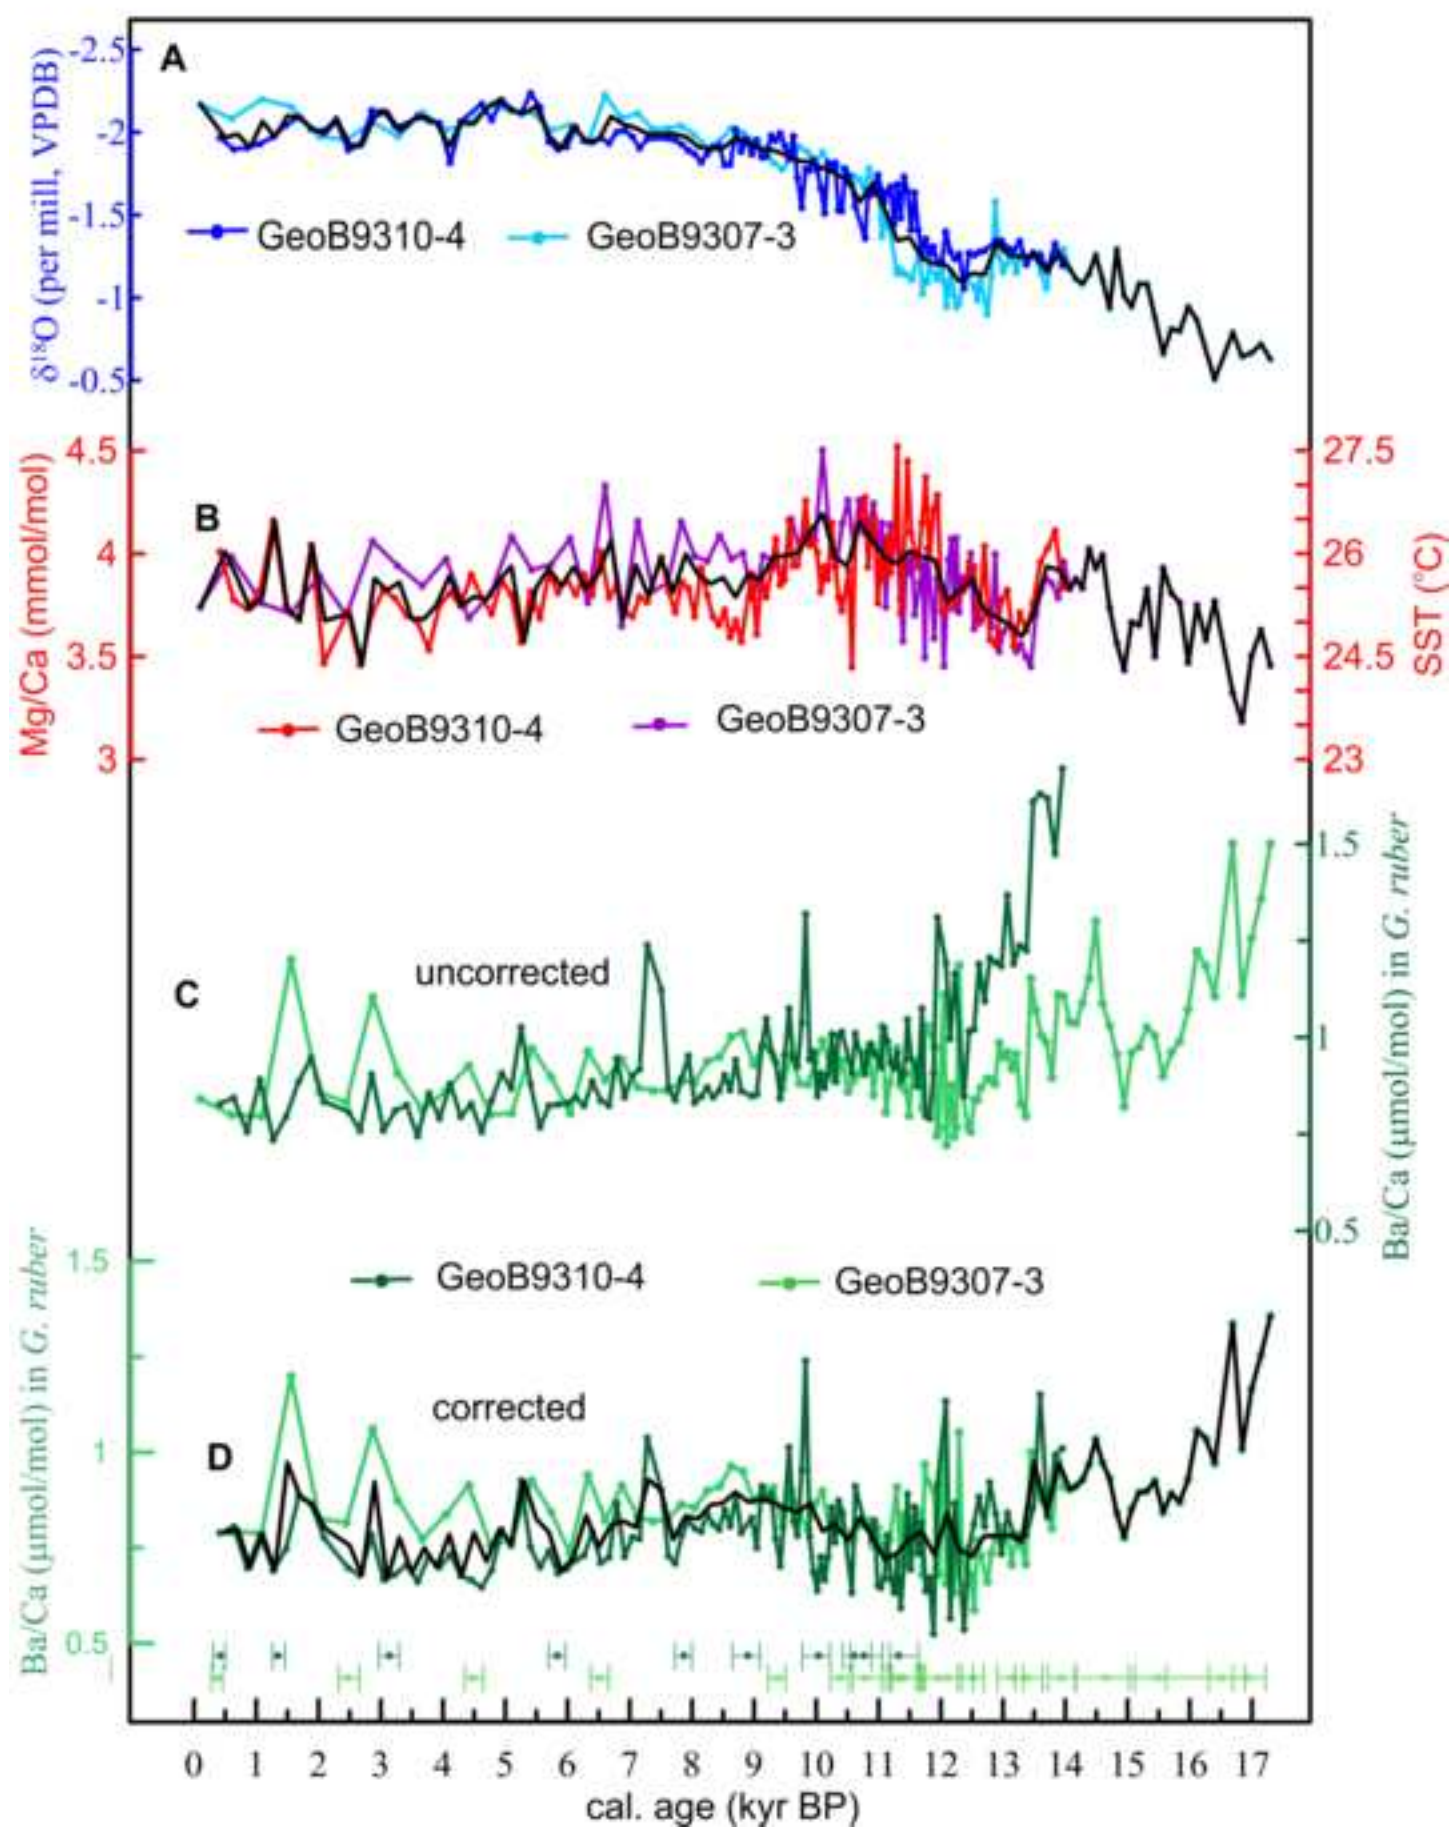 A
-2.5
-2
-1.5
-1
-0.5
δ¹⁸O (per mill, VPDB)
GeoB9310-4
GeoB9307-3
B
4.5
4
3.5
3
Mg/Ca (mmol/mol)
27.5
26
24.5
23
SST (°C)
GeoB9310-4
GeoB9307-3
C
uncorrected
1.5
1
0.5
Ba/Ca (µmol/mol) in G. ruber
GeoB9310-4
GeoB9307-3
D
corrected
1.5
1
0.5
Ba/Ca (µmol/mol) in G. ruber
0 1 2 3 4 5 6 7 8 9 10 11 12 13 14 15 16 17
cal. age (kyr BP)